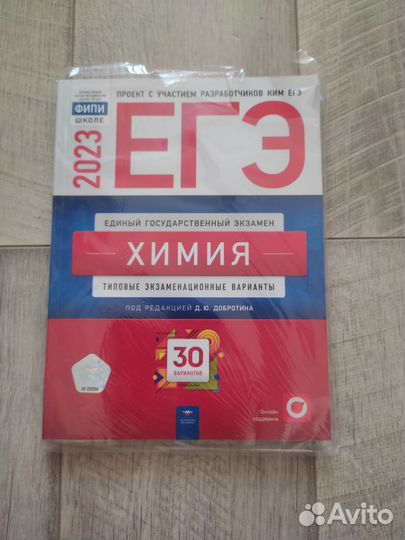 ПРОЕКТ С УЧАСТИЕМ РАЗРАБОТЧИКОВ КИМ ЕГЭ
ФИПИ
ШКОЛЕ
2023
ЕГЭ
ЕДИНЫЙ ГОСУДАРСТВЕННЫЙ ЭКЗАМЕН
ХИМИЯ
ТИПОВЫЕ ЭКЗАМЕНАЦИОННЫЕ ВАРИАНТЫ
ПОД РЕДАКЦИЕЙ Д. Ю. ДОБРОТИНА
30
ВАРИАНТОВ
Онлайн
поддержка
Avito